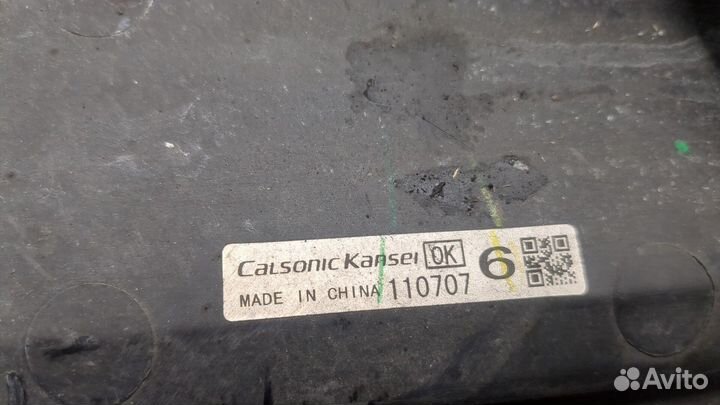 Calsonic Kansei OK 6
MADE IN CHINA 110707
Avito